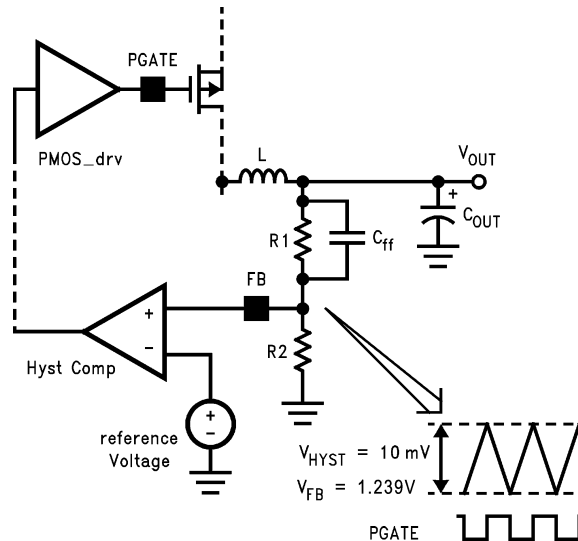 PGATE
PMOS_drv
L
VOUT
+
COUT
R1
Cff
FB
+
−
Hyst Comp
R2
+
−
reference
Voltage
VHYST = 10 mV
VFB = 1.239V
PGATE